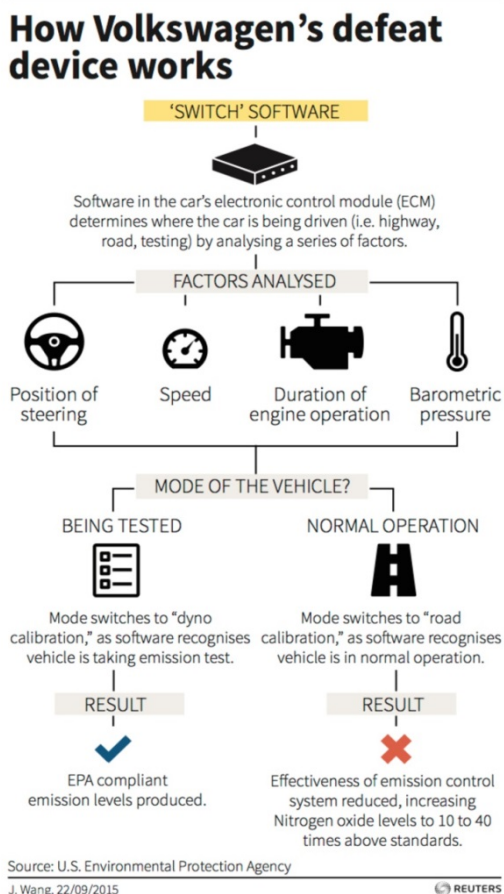 How Volkswagen's defeat
device works
'SWITCH' SOFTWARE
Software in the car's electronic control module (ECM)
determines where the car is being driven (i.e. highway,
road, testing) by analysing a series of factors.
FACTORS ANALYSED
Position of
steering
Speed
Duration of
engine operation
Barometric
pressure
MODE OF THE VEHICLE?
BEING TESTED
Mode switches to “dyno
calibration,” as software recognises
vehicle is taking emission test.
RESULT
EPA compliant
emission levels produced.
NORMAL OPERATION
Mode switches to “road
calibration,” as software recognises
vehicle is in normal operation.
RESULT
Effectiveness of emission control
system reduced, increasing
Nitrogen oxide levels to 10 to 40
times above standards.
Source: U.S. Environmental Protection Agency
J. Wang, 22/09/2015
REUTERS